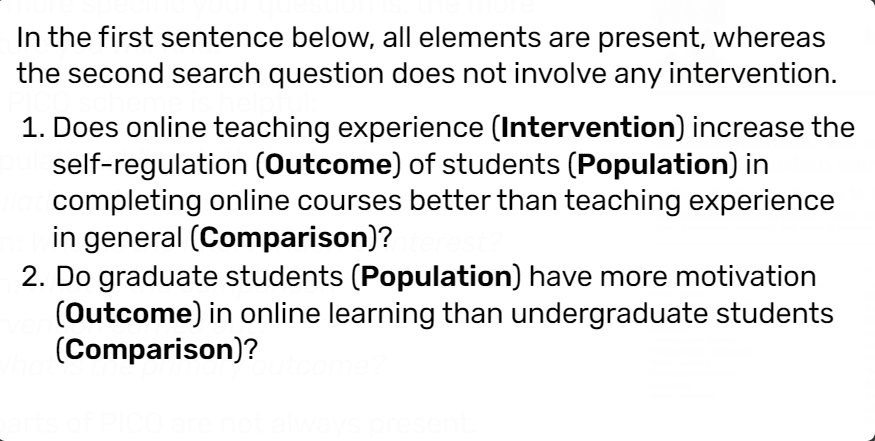 In the first sentence below, all elements are present, whereas
the second search question does not involve any intervention.
1. Does online teaching experience (Intervention) increase the
self-regulation (Outcome) of students (Population) in
completing online courses better than teaching experience
in general (Comparison)?
2. Do graduate students (Population) have more motivation
(Outcome) in online learning than undergraduate students
(Comparison)?